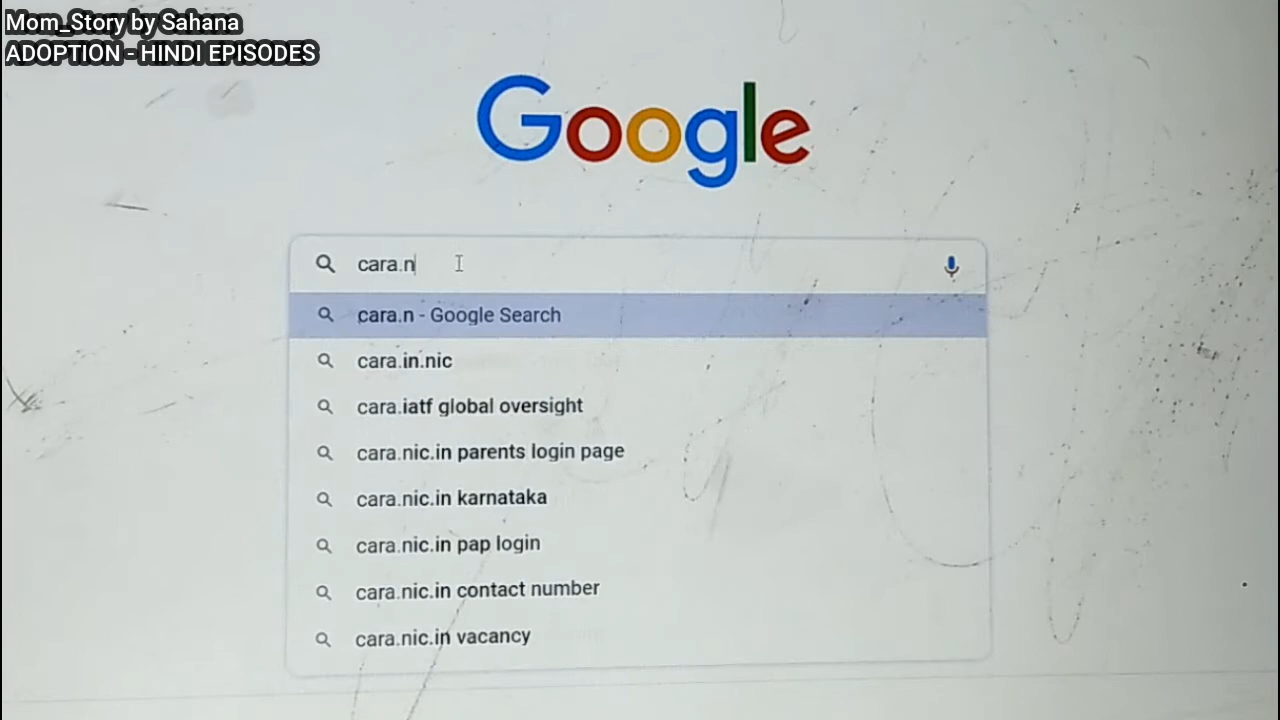 Mom_Story by Sahana
ADOPTION - HINDI EPISODES
Google
cara.n
cara.n - Google Search
cara.in.nic
cara.iatf global oversight
cara.nic.in parents login page
cara.nic.in karnataka
cara.nic.in pap login
cara.nic.in contact number
cara.nic.in vacancy